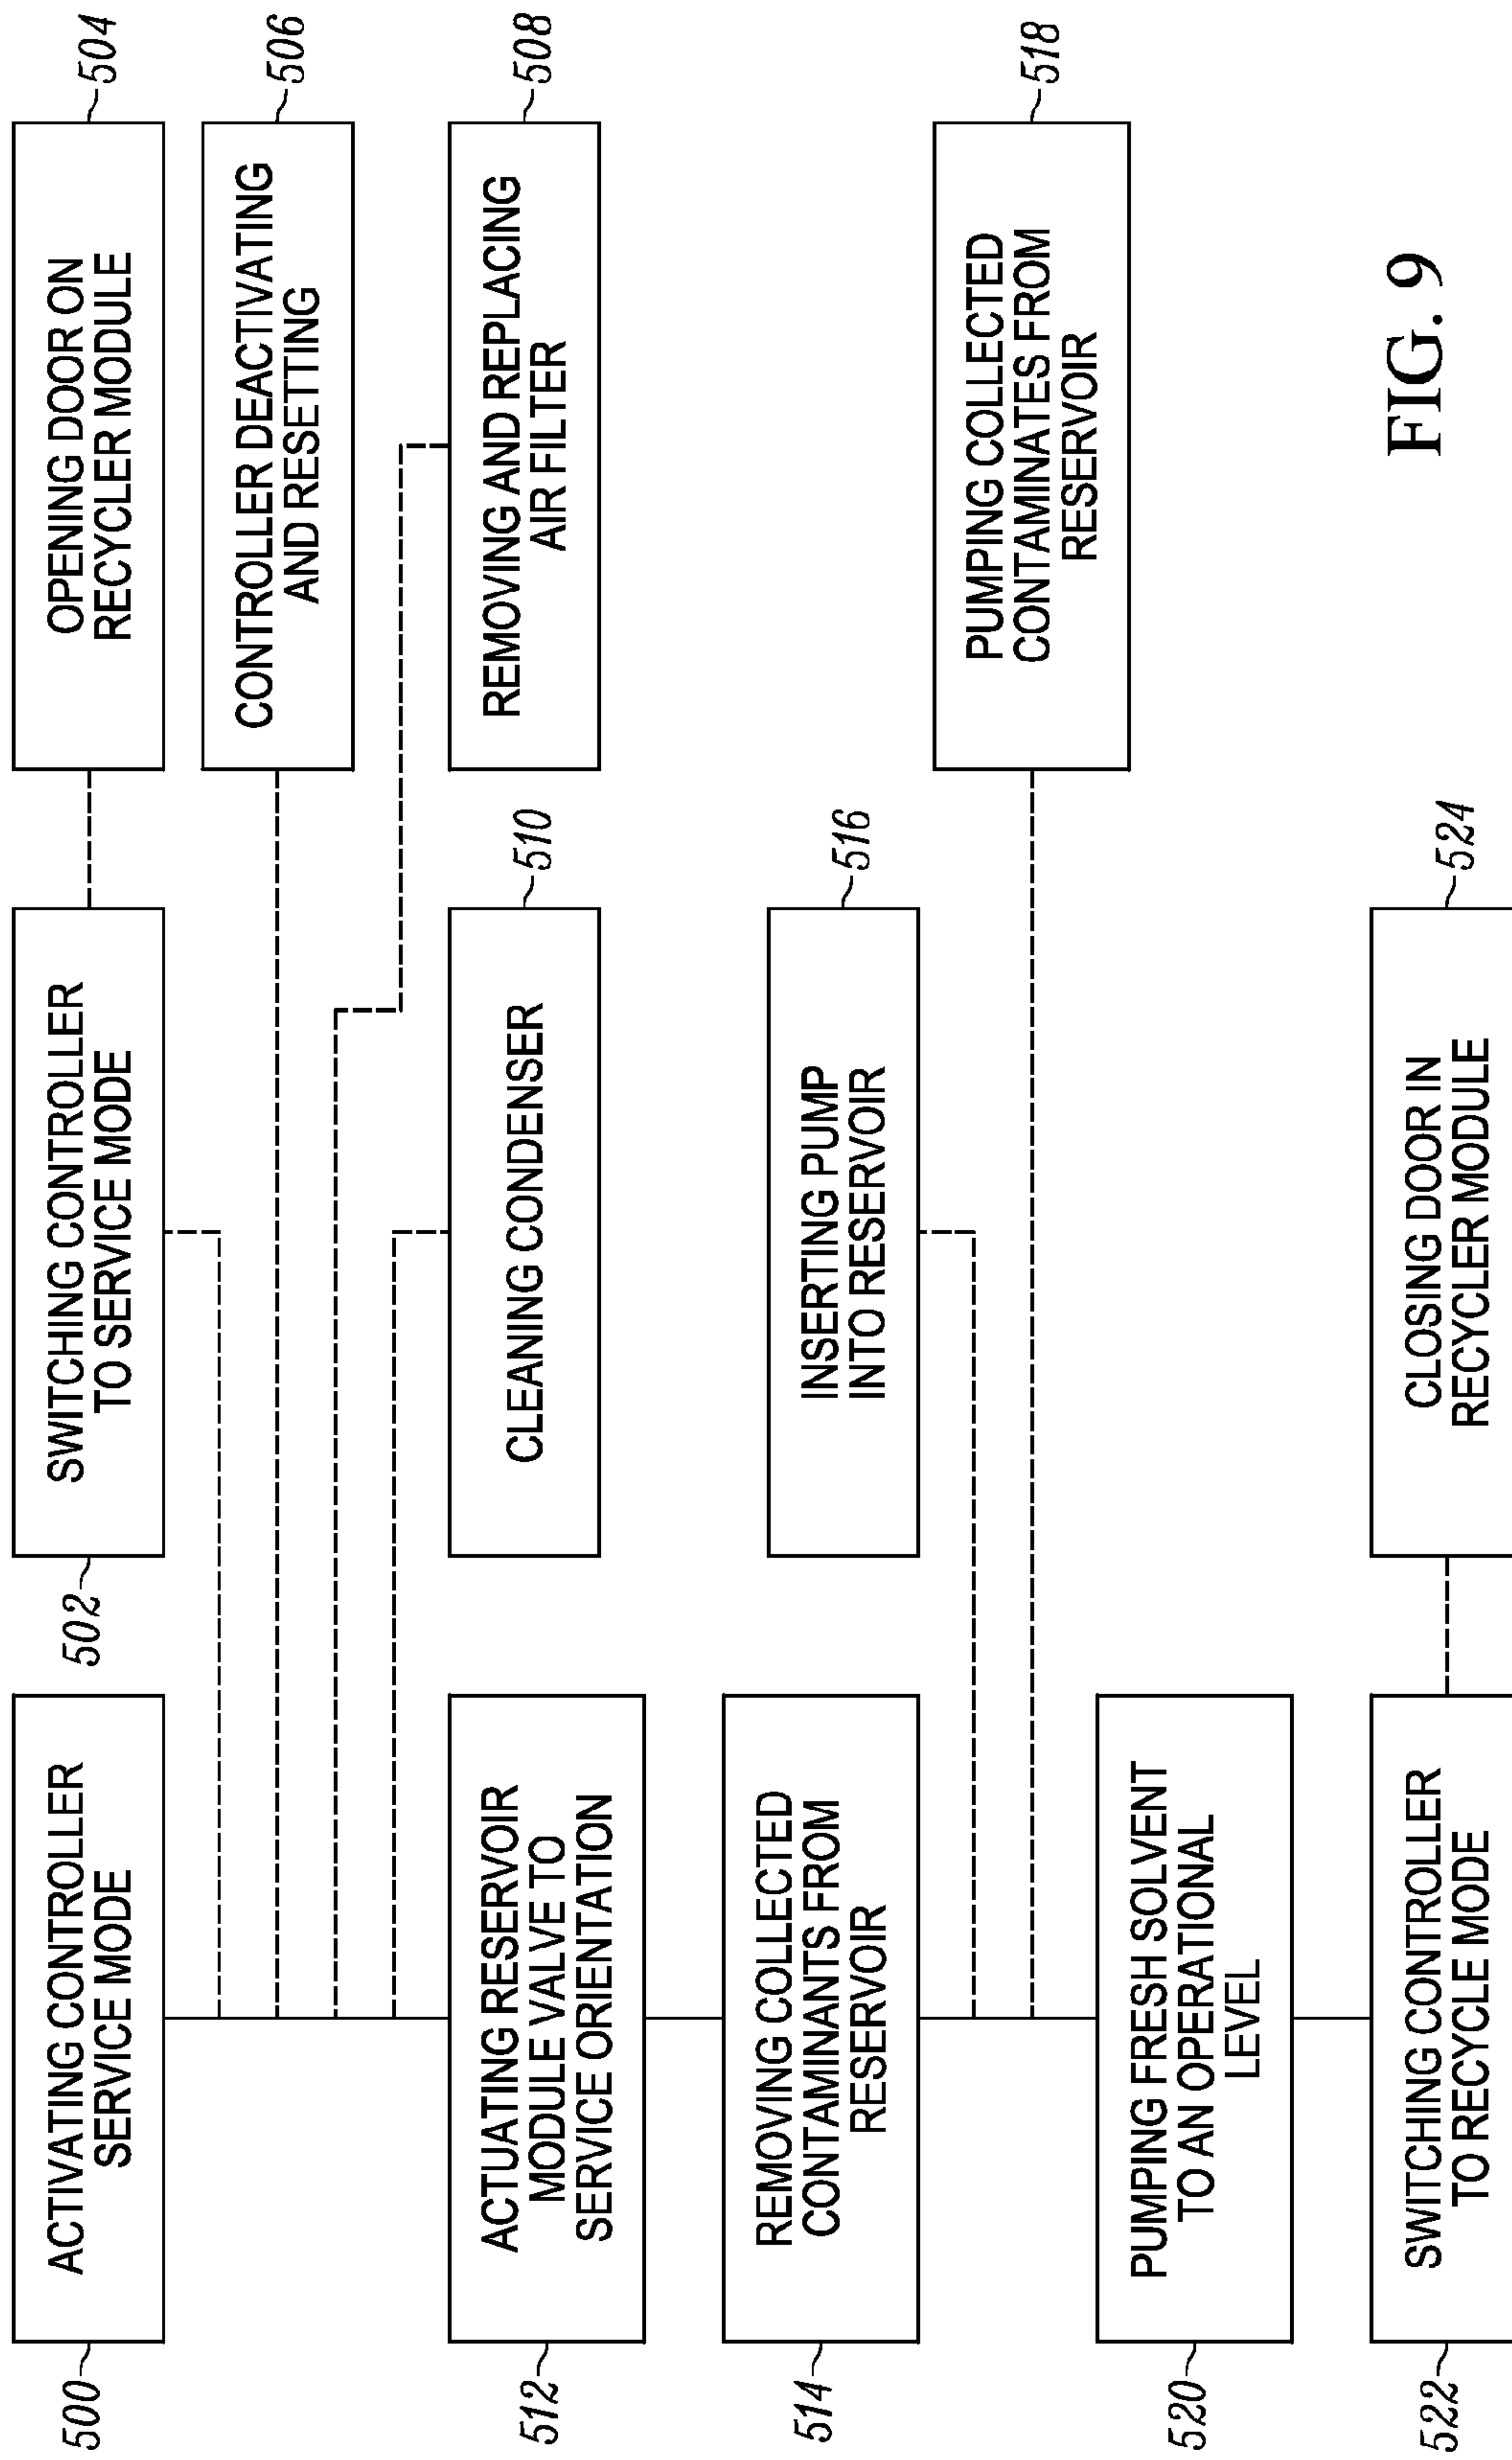 500
ACTIVATING CONTROLLER
SERVICE MODE
502
SWITCHING CONTROLLER
TO SERVICE MODE
504
OPENING DOOR ON
RECYCLER MODULE
506
CONTROLLER DEACTIVATING
AND RESETTING
508
REMOVING AND REPLACING
AIR FILTER
510
CLEANING CONDENSER
512
ACTUATING RESERVOIR
MODULE VALVE TO
SERVICE ORIENTATION
514
REMOVING COLLECTED
CONTAMINANTS FROM
RESERVOIR
516
INSERTING PUMP
INTO RESERVOIR
518
PUMPING COLLECTED
CONTAMINATES FROM
RESERVOIR
520
PUMPING FRESH SOLVENT
TO AN OPERATIONAL
LEVEL
522
SWITCHING CONTROLLER
TO RECYCLE MODE
524
CLOSING DOOR IN
RECYCLER MODULE
FIG. 9